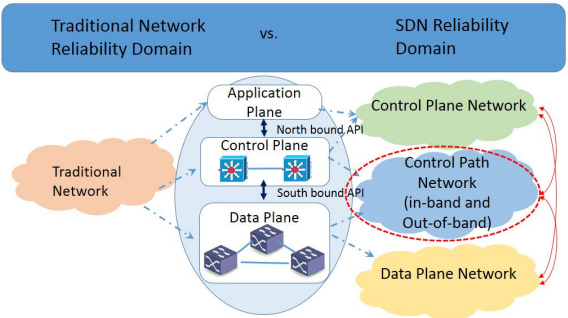 Traditional Network
Reliability Domain
vs.
SDN Reliability
Domain
Application
Plane
North bound API
Control Plane
South bound API
Data Plane
Traditional
Network
Control Plane Network
Control Path
Network
(in-band and
Out-of-band)
Data Plane Network